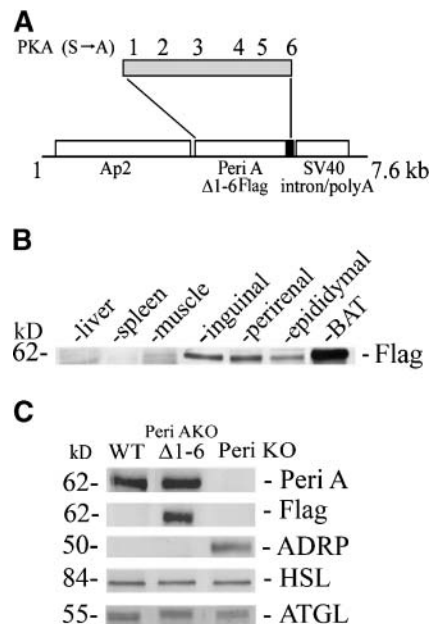 A
PKA (S→A) 1 2 3 4 5 6
1 Ap2 Peri A Δ1-6Flag SV40 intron/polyA 7.6 kb
B
kD -liver -spleen -muscle -inguinal -perirenal -epididymal -BAT
62- - Flag
C
kD WT Peri AKO Δ1-6 Peri KO
62- - Peri A
62- - Flag
50- - ADRP
84- - HSL
55- - ATGL